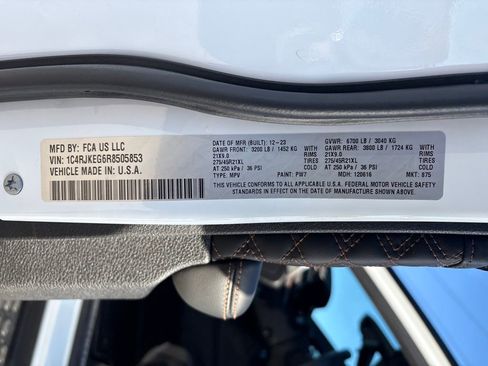 MFD BY: FCA US LLC
VIN: 1C4RJKEG6R8505853
VEHICLE MADE IN U.S.A.
DATE OF MFR (BUILT): 12-23 GVWR: 6700 LB / 3040 KG
GAWR FRONT: 3200 LB / 1452 KG WITH GAWR REAR: 3800 LB / 1724 KG WITH
21X9.0 RIMS 21X9.0 RIMS
275/45R21XL TIRES 275/45R21XL TIRES
AT 250 kPa / 36 PSI COLD AT 250 kPa / 36 PSI COLD
TYPE: MPV PAINT: PW7 MDH: 120616 MKT: 875
THIS VEHICLE CONFORMS TO ALL APPLICABLE U.S.A. FEDERAL MOTOR VEHICLE SAFETY
STANDARDS IN EFFECT ON THE DATE OF MANUFACTURE SHOWN ABOVE.